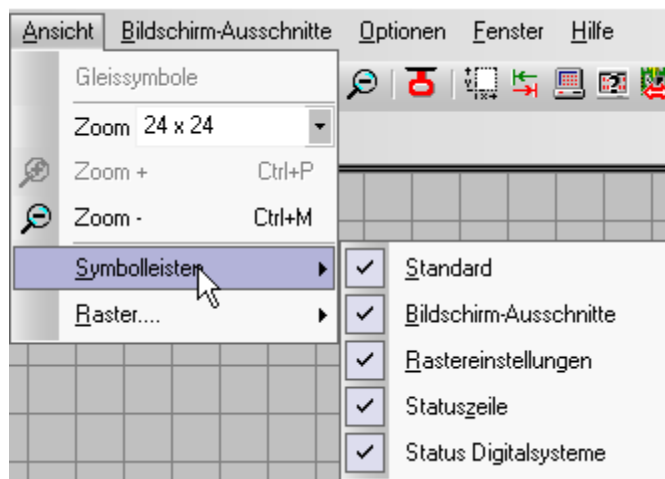 Ansicht Bildschirm-Ausschnitte Optionen Fenster Hilfe
Gleissymbole
Zoom 24 x 24
Zoom + Ctrl+P
Zoom - Ctrl+M
Symbolleisten
Raster....
Standard
Bildschirm-Ausschnitte
Rastereinstellungen
Statuszeile
Status Digitalsysteme